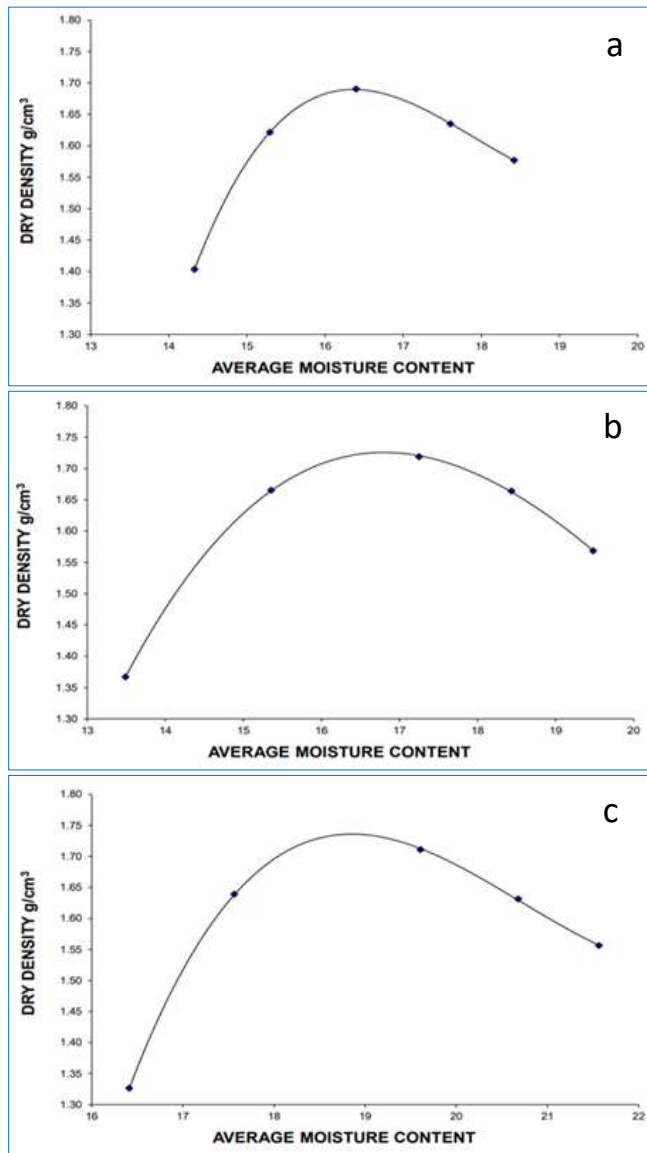 a
1.80
1.75
1.70
1.65
1.60
1.55
1.50
1.45
1.40
1.35
1.30
DRY DENSITY g/cm³
13 14 15 16 17 18 19 20
AVERAGE MOISTURE CONTENT
b
1.80
1.75
1.70
1.65
1.60
1.55
1.50
1.45
1.40
1.35
1.30
DRY DENSITY g/cm³
13 14 15 16 17 18 19 20
AVERAGE MOISTURE CONTENT
c
1.80
1.75
1.70
1.65
1.60
1.55
1.50
1.45
1.40
1.35
1.30
DRY DENSITY g/cm³
16 17 18 19 20 21 22
AVERAGE MOISTURE CONTENT